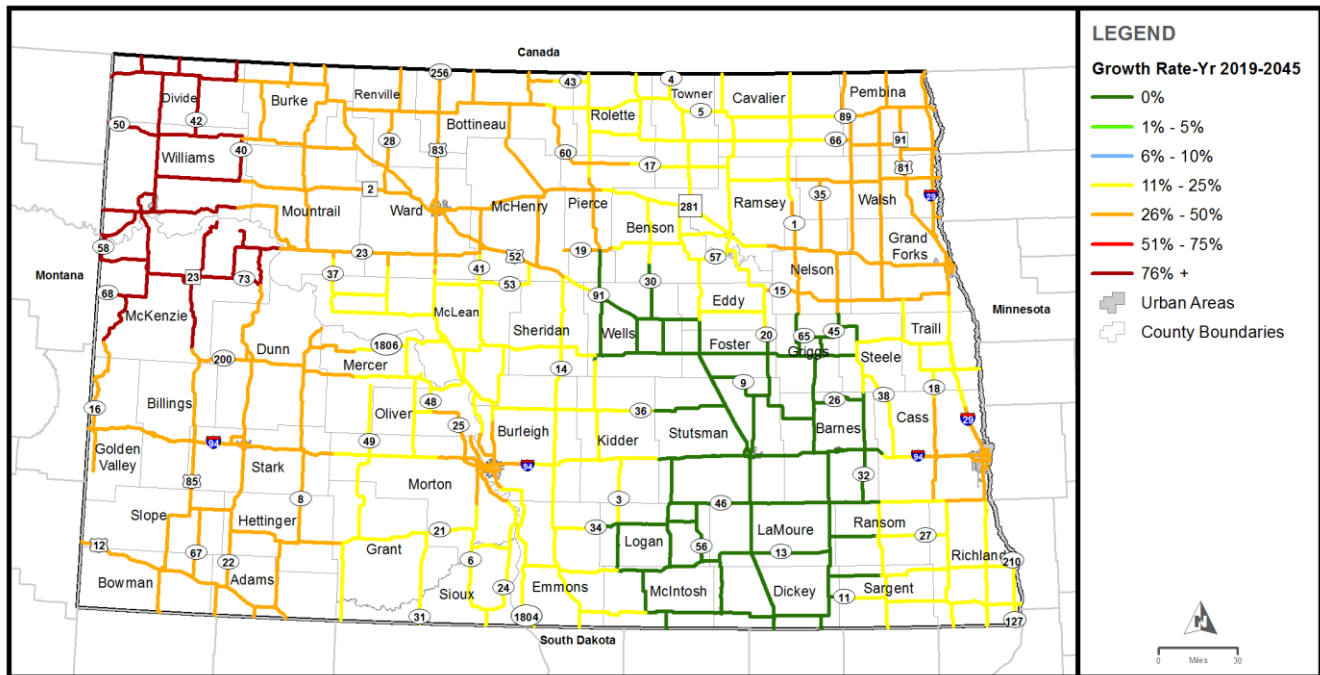 Canada
256
43
4
Towner
Divide
Burke
Renville
Rolette
5
Cavalier
Pembina
42
50
28
Bottineau
89
Williams
40
83
60
66
91
17
81
2
281
35
29
Mountrail
Ward
McHenry
Pierce
Ramsey
Walsh
Benson
1
58
23
52
19
57
Grand
Forks
Montana
37
41
Nelson
23
73
53
30
15
68
91
Eddy
Minnesota
McKenzie
McLean
Sheridan
Wells
20
65
45
Traill
Dunn
1806
Foster
Griggs
Steele
200
Mercer
14
9
18
48
26
38
16
Billings
Oliver
25
36
Cass
29
Burleigh
Kidder
Stutsman
Barnes
49
94
94
94
Golden
Valley
Stark
32
85
Morton
8
3
46
Slope
Hettinger
21
34
LaMoure
Ransom
27
12
67
Grant
Logan
56
13
Richland
22
6
210
Bowman
Adams
Sioux
24
Emmons
McIntosh
Dickey
11
Sargent
31
1804
127
South Dakota
LEGEND
Growth Rate-Yr 2019-2045
0%
1% - 5%
6% - 10%
11% - 25%
26% - 50%
51% - 75%
76% +
Urban Areas
County Boundaries
N
0 30
Miles